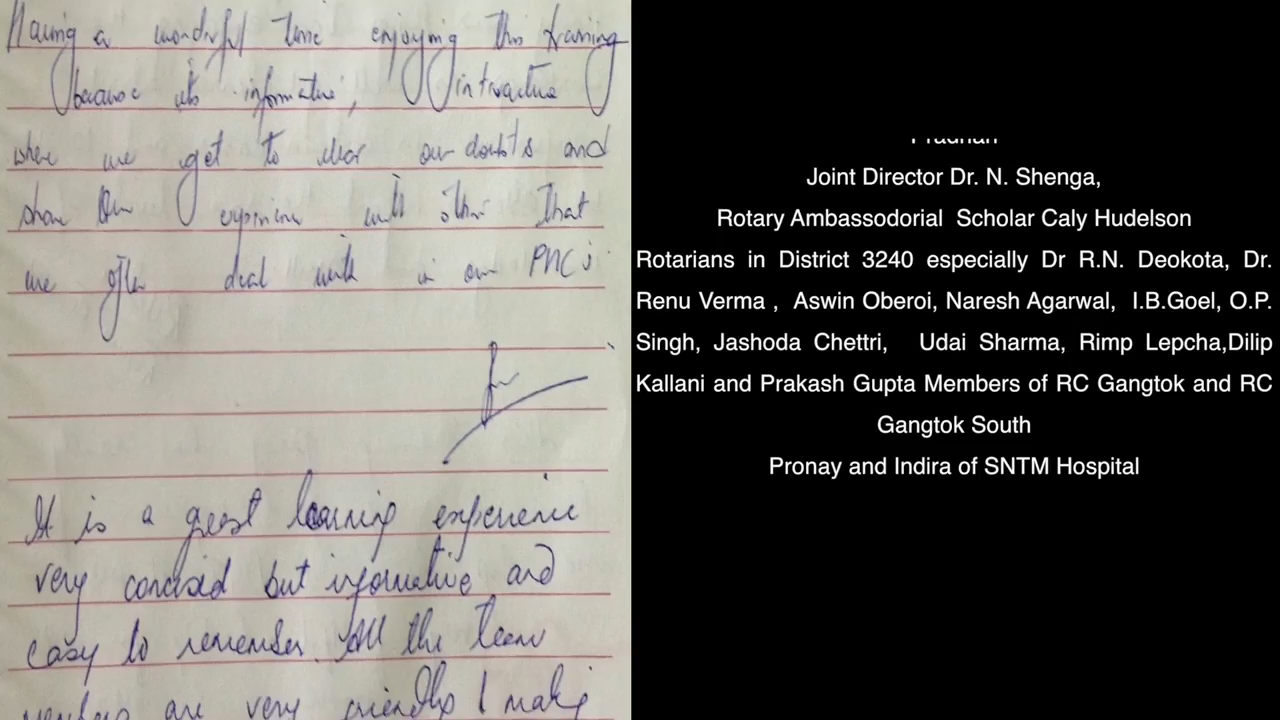 Having a wonderful time enjoying this training
because its informative, interactive
where we get to clear our doubts and
share our experience with other that
we often deal with in our PHC's
It is a great learning experience
very concised but informative and
easy to remember. All the team
members are very friendly & making
Pradhan
Joint Director Dr. N. Shenga,
Rotary Ambassodorial Scholar Caly Hudelson
Rotarians in District 3240 especially Dr R.N. Deokota, Dr.
Renu Verma , Aswin Oberoi, Naresh Agarwal, I.B.Goel, O.P.
Singh, Jashoda Chettri, Udai Sharma, Rimp Lepcha,Dilip
Kallani and Prakash Gupta Members of RC Gangtok and RC
Gangtok South
Pronay and Indira of SNTM Hospital